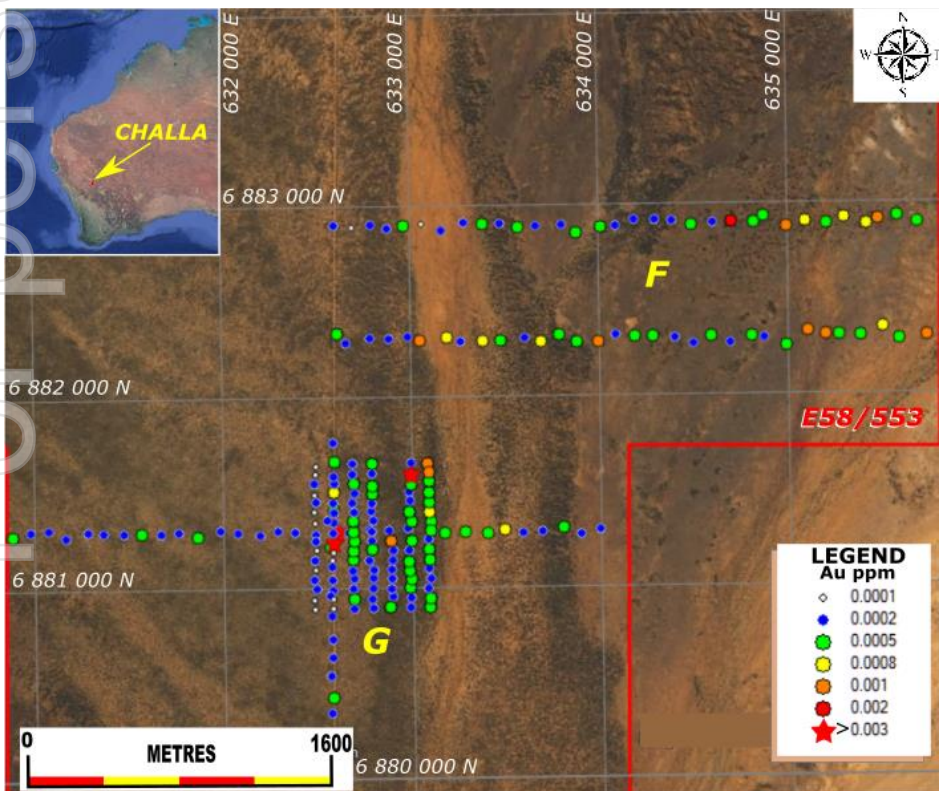 CHALLA
632 000 E
633 000 E
634 000 E
635 000 E
N
W
S
6 883 000 N
F
6 882 000 N
E58/553
6 881 000 N
G
6 880 000 N
LEGEND
Au ppm
0.0001
0.0002
0.0005
0.0008
0.001
0.002
>0.003
0
METRES
1600